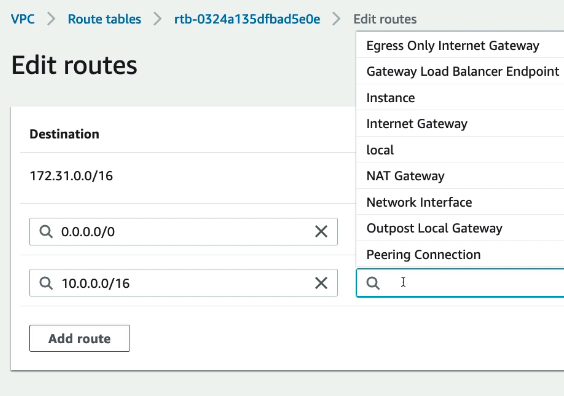 VPC > Route tables > rtb-0324a135dfbad5e0e > Edit routes
Edit routes
Destination
172.31.0.0/16
0.0.0.0/0
10.0.0.0/16
Add route
Egress Only Internet Gateway
Gateway Load Balancer Endpoint
Instance
Internet Gateway
local
NAT Gateway
Network Interface
Outpost Local Gateway
Peering Connection